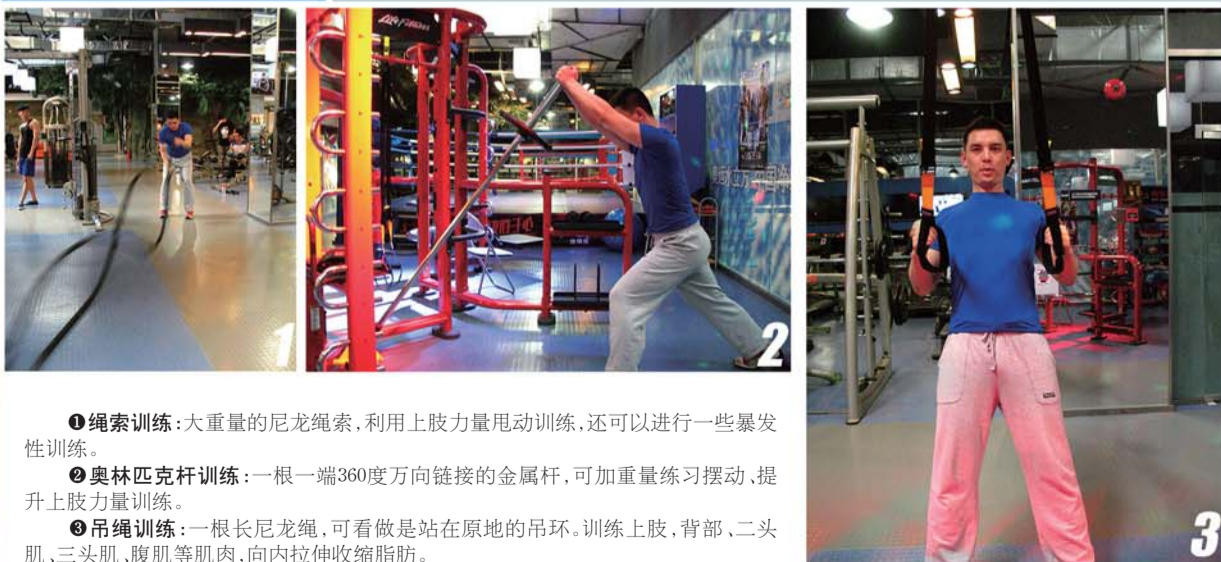 Life Fitness
1
2
3
❶绳索训练:大重量的尼龙绳索,利用上肢力量甩动训练,还可以进行一些暴发
性训练。
❷奥林匹克杆训练:一根一端360度万向链接的金属杆,可加重量练习摆动、提
升上肢力量训练。
❸吊绳训练:一根长尼龙绳,可看做是站在原地的吊环。训练上肢,背部、二头
肌、三头肌、腹肌等肌肉,向内拉伸收缩脂肪。